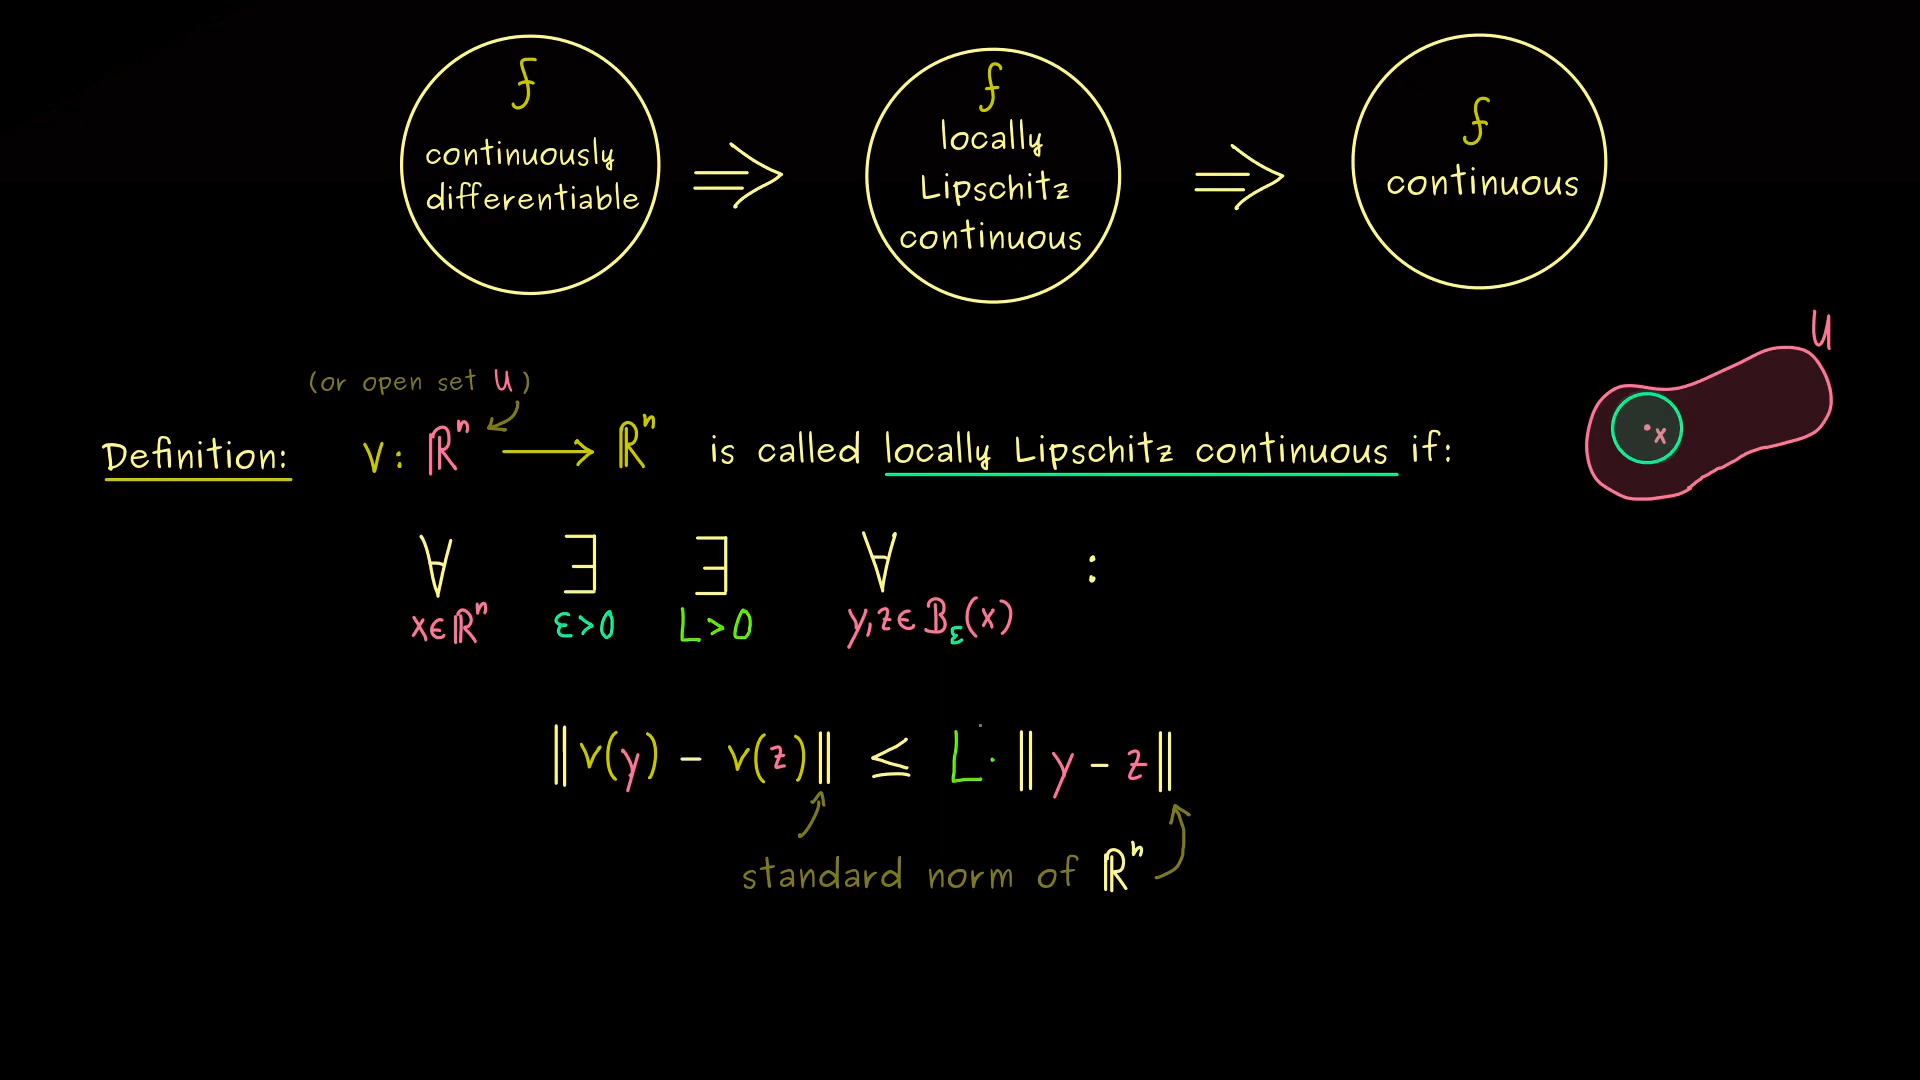 f
continuously
differentiable
⇒
f
locally
Lipschitz
continuous
⇒
f
continuous
U
x
(or open set U)
Definition: v: ℝⁿ ⟶ ℝⁿ is called locally Lipschitz continuous if:
∀ ∃ ∃ ∀ :
x∈ℝⁿ ε>0 L>0 y,z∈B_ε(x)
‖v(y) − v(z)‖ ≤ L·‖y − z‖
standard norm of ℝⁿ